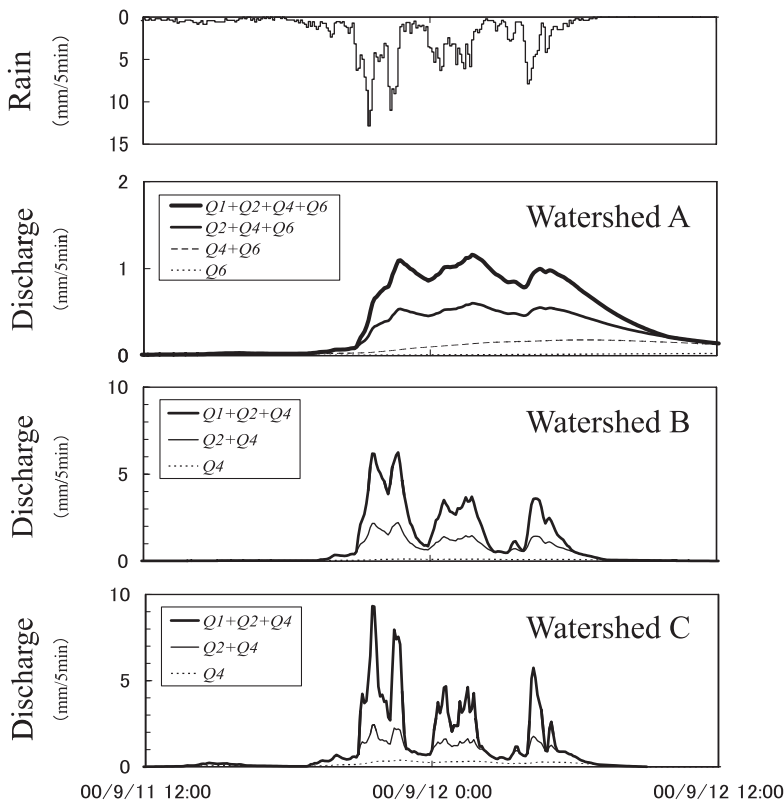 Rain
(mm/5min)
0
5
10
15
Discharge
(mm/5min)
2
1
0
Q1+Q2+Q4+Q6
Q2+Q4+Q6
Q4+Q6
Q6
Watershed A
Discharge
(mm/5min)
10
5
0
Q1+Q2+Q4
Q2+Q4
Q4
Watershed B
Discharge
(mm/5min)
10
5
0
Q1+Q2+Q4
Q2+Q4
Q4
Watershed C
00/9/11 12:00
00/9/12 0:00
00/9/12 12:00